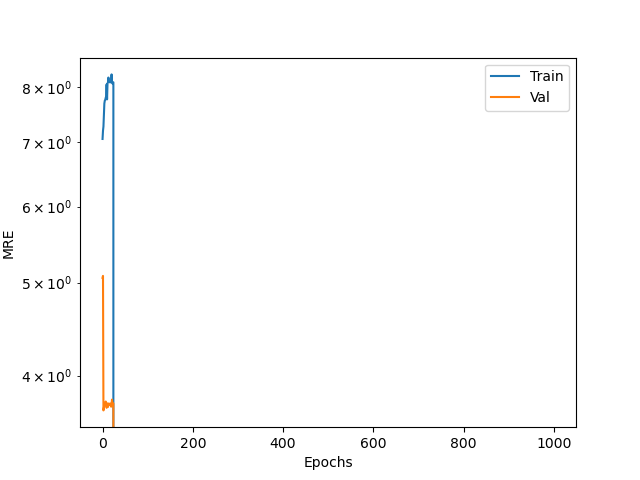 Train
Val
8 × 10⁰
7 × 10⁰
6 × 10⁰
5 × 10⁰
4 × 10⁰
MRE
0 200 400 600 800 1000
Epochs